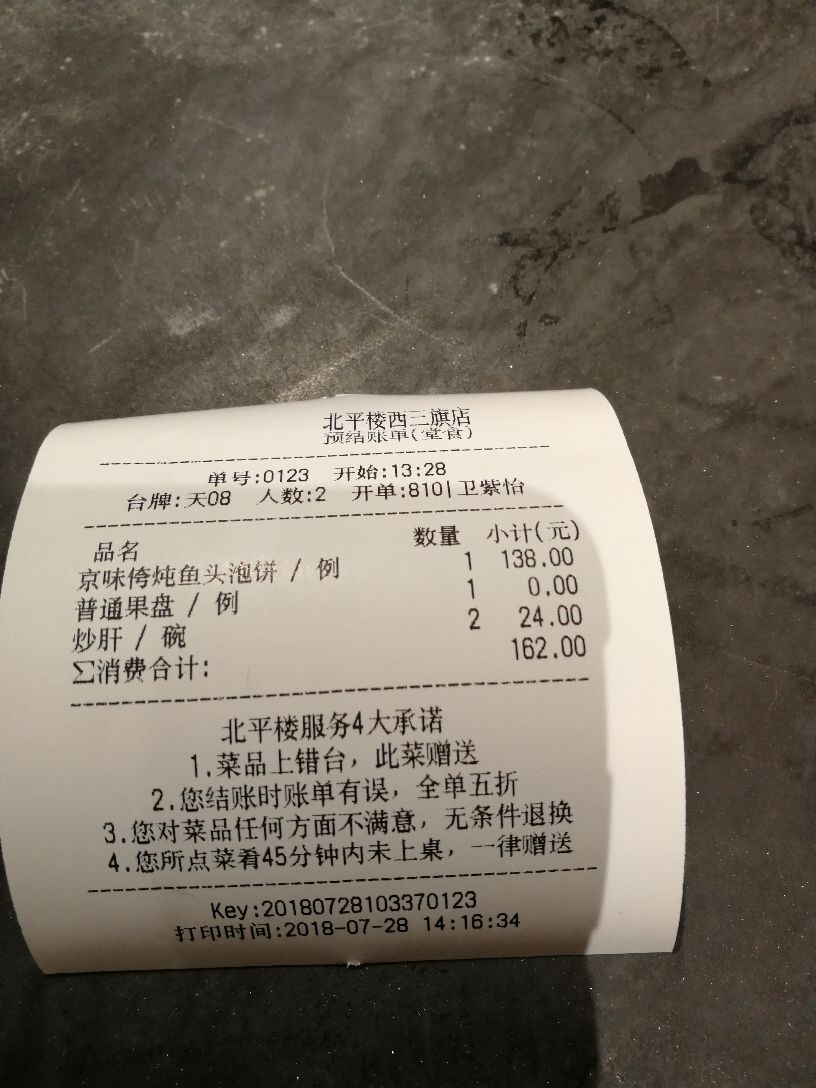 北平楼西三旗店
预结账单(堂食)
单号:0123 开始:13:28
台牌:天08 人数:2 开单:810|卫紫怡
品名 数量 小计(元)
京味侉炖鱼头泡饼 / 例 1 138.00
普通果盘 / 例 1 0.00
炒肝 / 碗 2 24.00
∑消费合计: 162.00
北平楼服务4大承诺
1.菜品上错台，此菜赠送
2.您结账时账单有误，全单五折
3.您对菜品任何方面不满意，无条件退换
4.您所点菜肴45分钟内未上桌，一律赠送
Key:20180728103370123
打印时间:2018-07-28 14:16:34